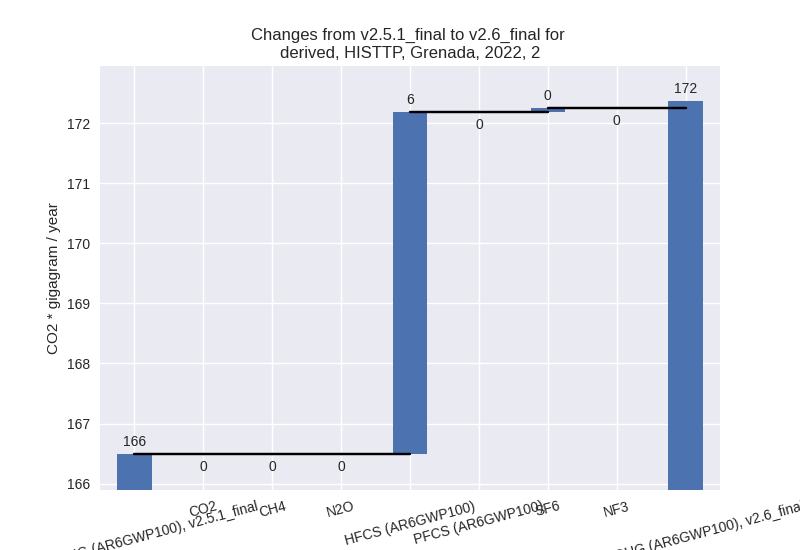 Changes from v2.5.1_final to v2.6_final for
derived, HISTTP, Grenada, 2022, 2
CO2 * gigagram / year
172
171
170
169
168
167
166
166
0
0
0
6
0
0
0
172
(AR6GWP100), v2.5.1_final
CO2
CH4
N2O
HFCS (AR6GWP100)
PFCS (AR6GWP100)
SF6
NF3
(AR6GWP100), v2.6_final